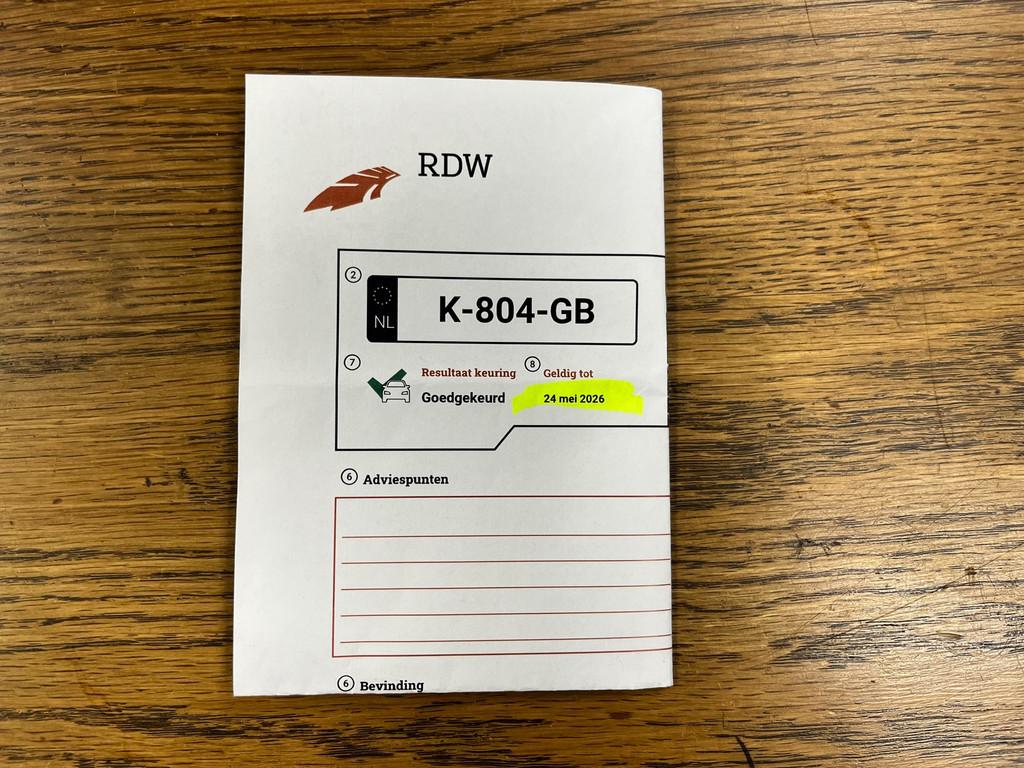 RDW
2
NL K-804-GB
7 Resultaat keuring 8 Geldig tot
Goedgekeurd 24 mei 2026
6 Adviespunten
6 Bevinding